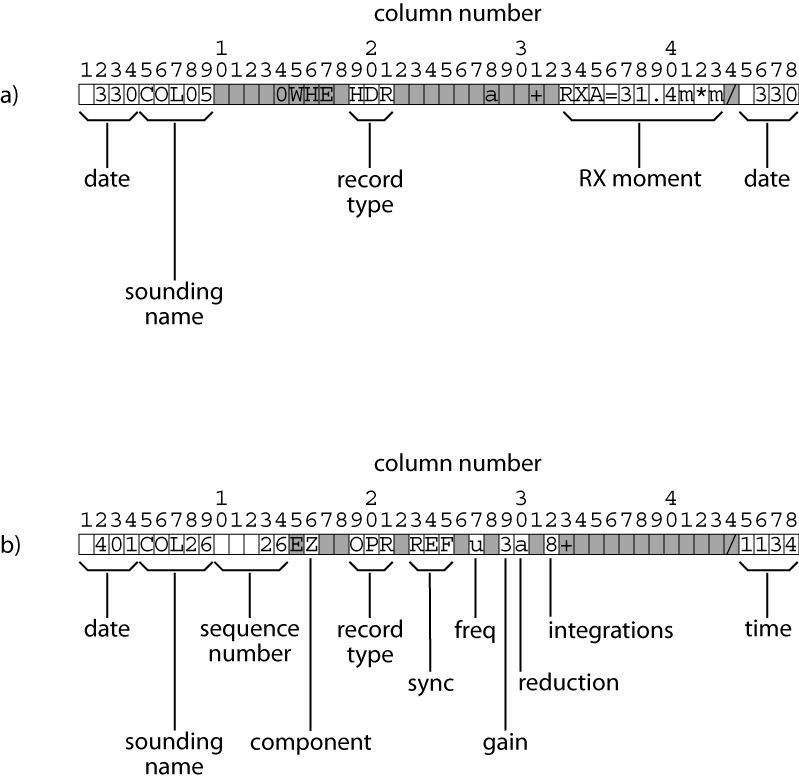 column number
1 2 3 4
123456789012345678901234567890123456789012345678
a) 330COL05 0WHE HDR a + RXA=31.4m*m/ 330
date record type RX moment date
sounding name
column number
1 2 3 4
123456789012345678901234567890123456789012345678
b) 401COL26 26EZ OPR REF u 3a 8+ /1134
date sequence number record type freq integrations time
sync reduction
sounding name component gain